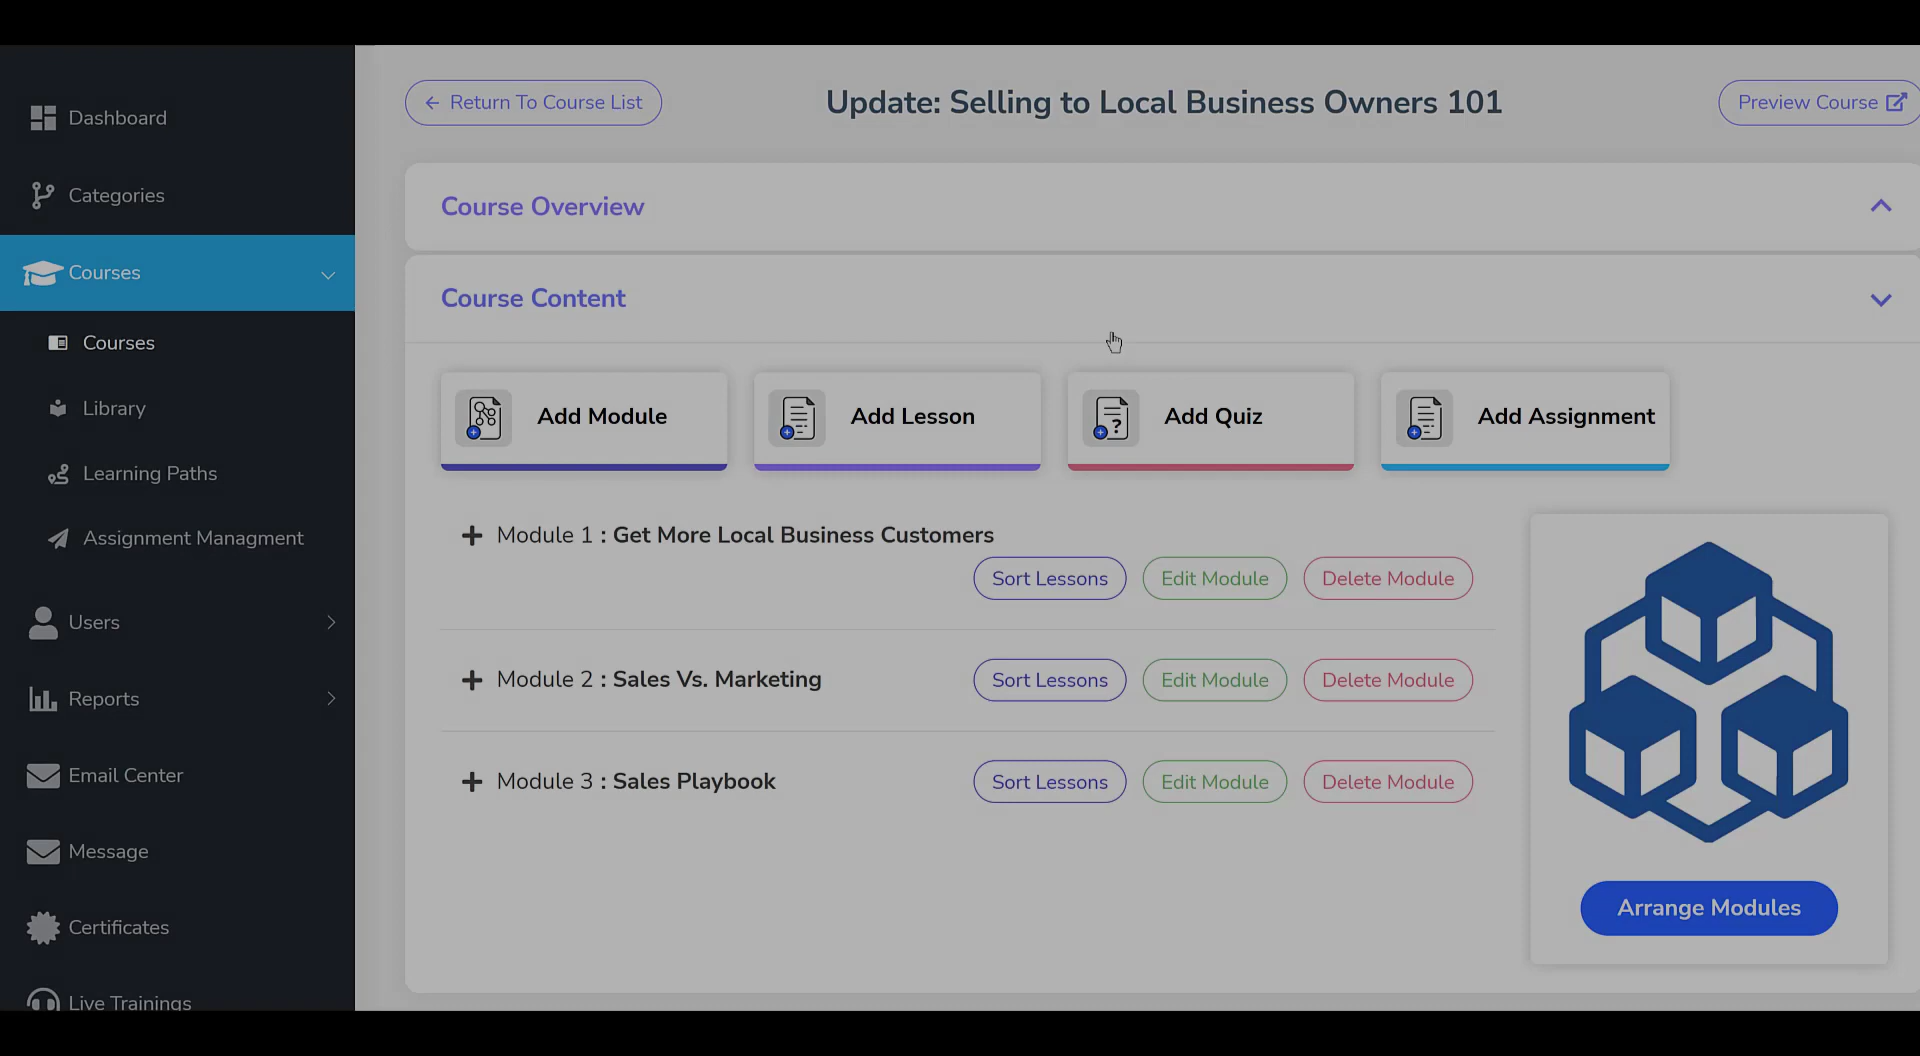 Dashboard
Categories
Courses
Courses
Library
Learning Paths
Assignment Managment
Users
Reports
Email Center
Message
Certificates
Live Trainings
Return To Course List
Update: Selling to Local Business Owners 101
Preview Course
Course Overview
Course Content
Add Module
Add Lesson
Add Quiz
Add Assignment
Module 1 : Get More Local Business Customers
Sort Lessons
Edit Module
Delete Module
Module 2 : Sales Vs. Marketing
Sort Lessons
Edit Module
Delete Module
Module 3 : Sales Playbook
Sort Lessons
Edit Module
Delete Module
Arrange Modules